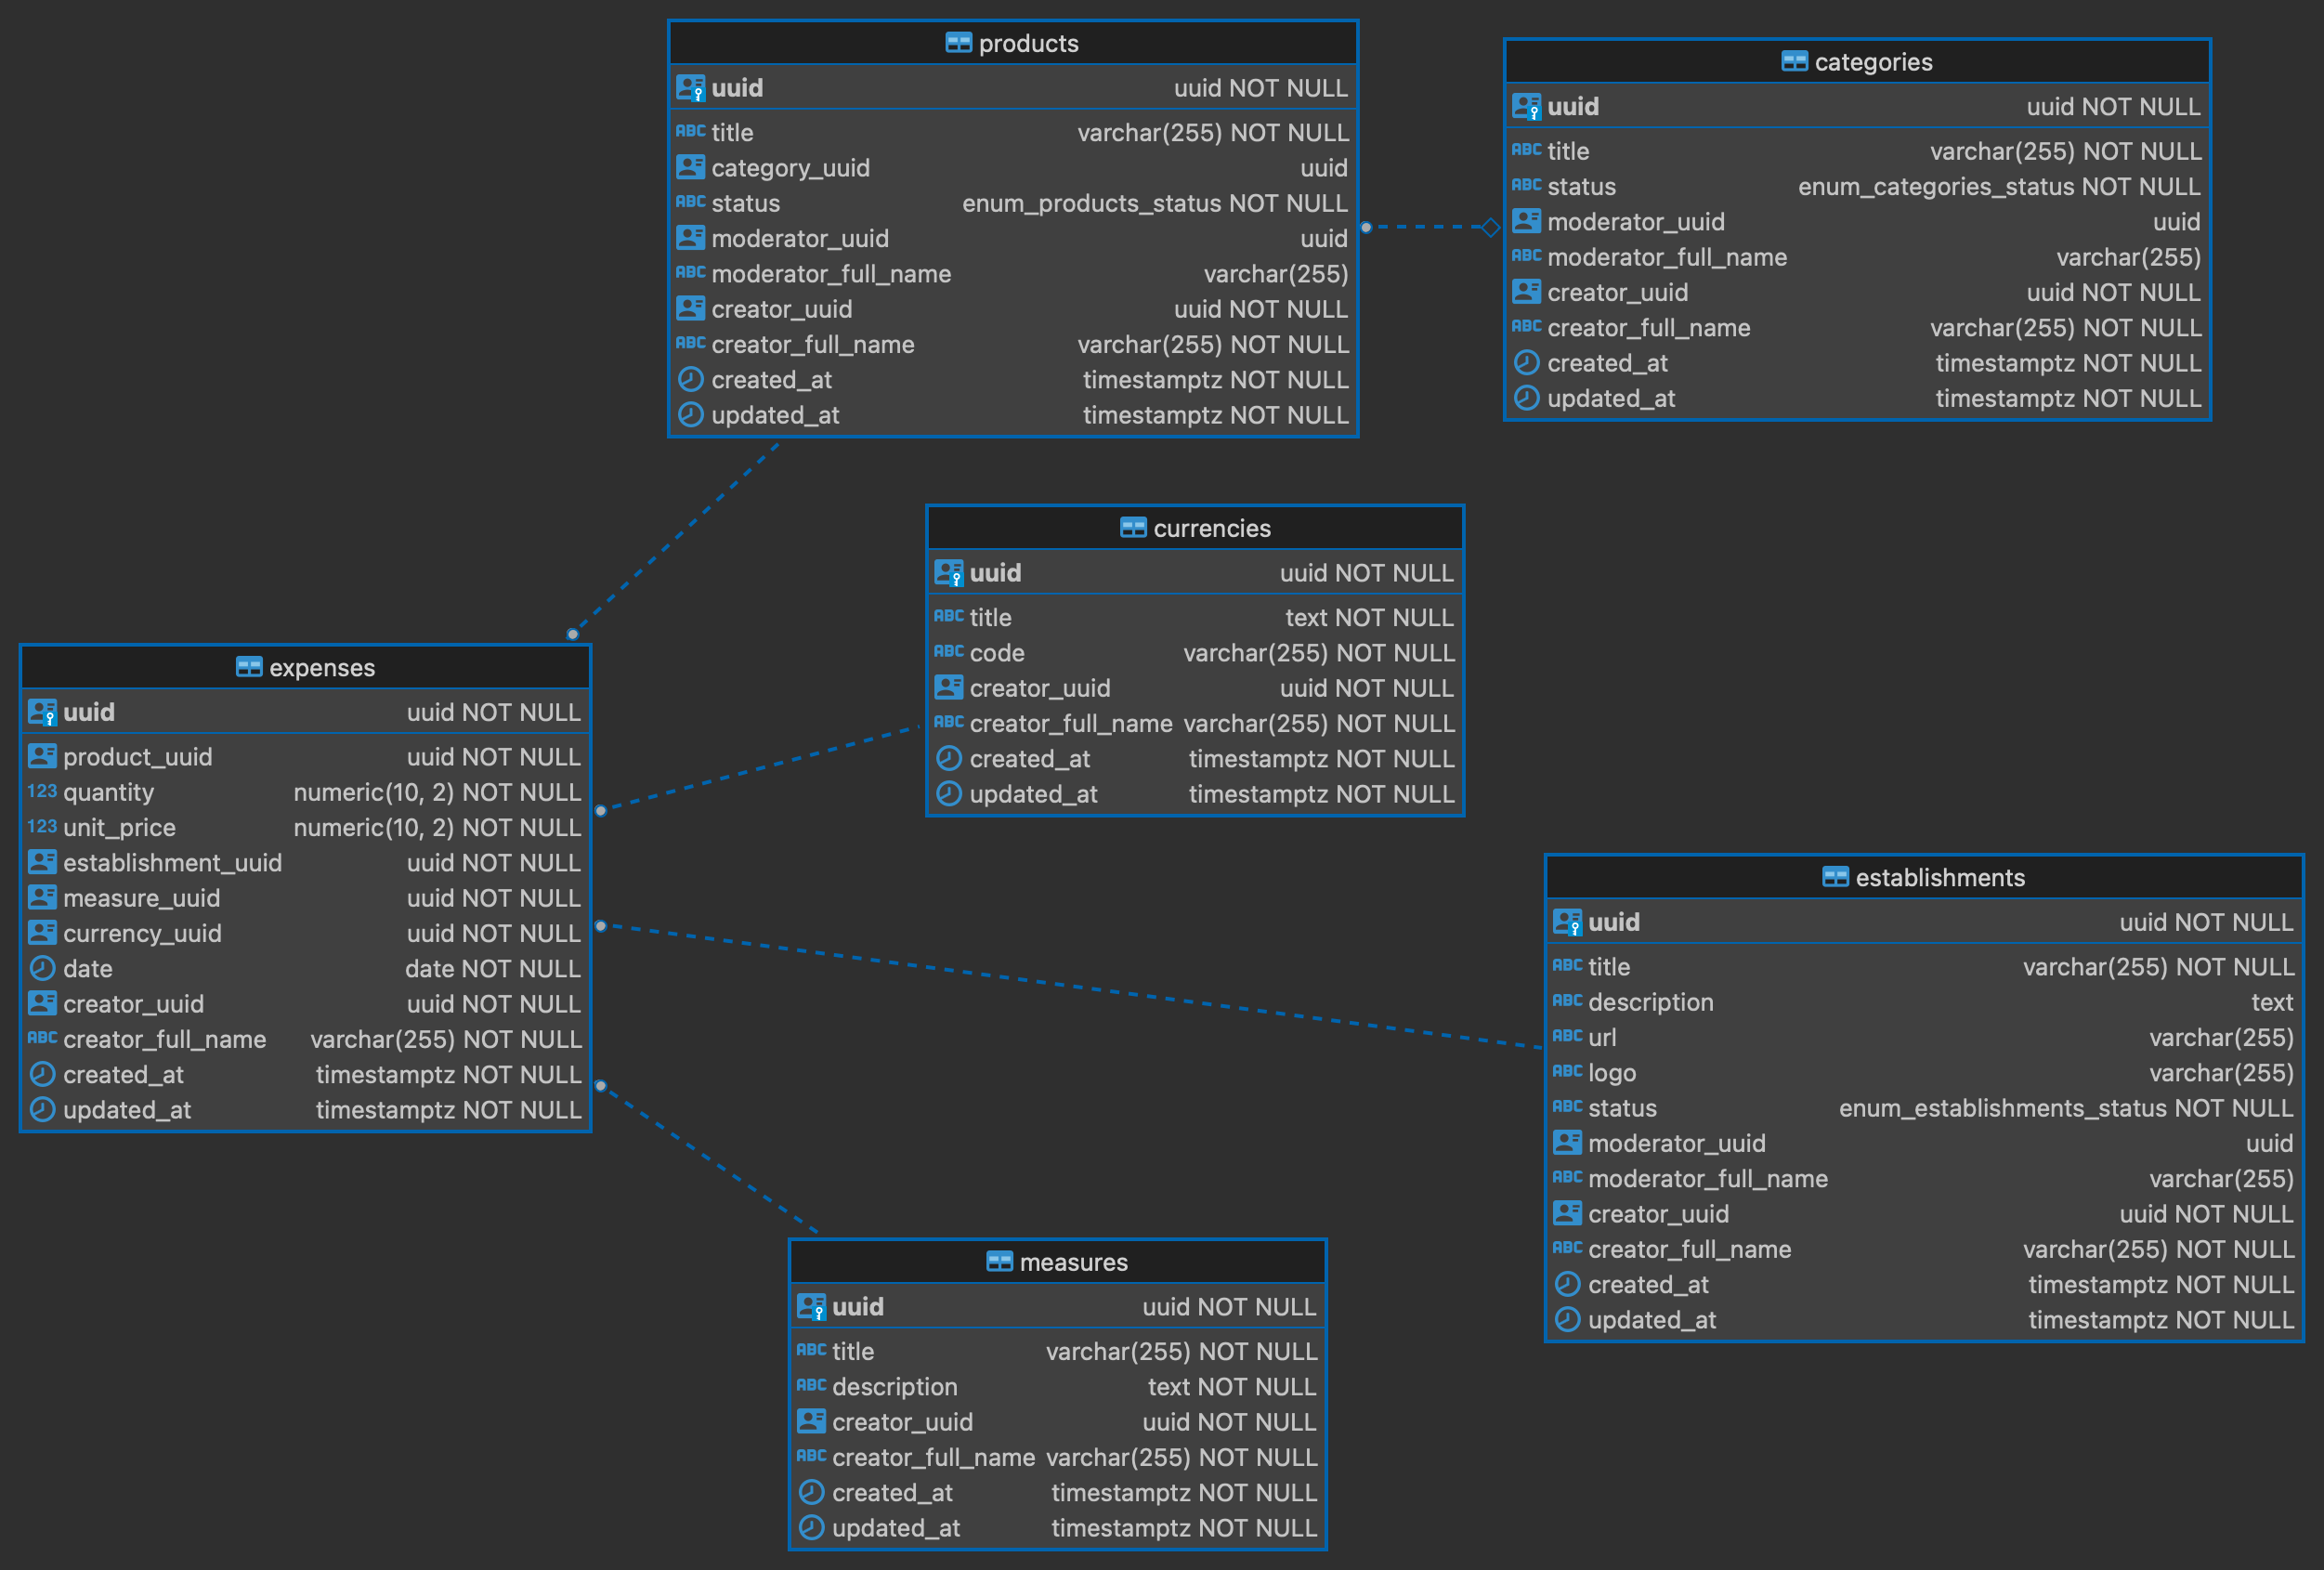 products
uuid uuid NOT NULL
title varchar(255) NOT NULL
category_uuid uuid
status enum_products_status NOT NULL
moderator_uuid uuid
moderator_full_name varchar(255)
creator_uuid uuid NOT NULL
creator_full_name varchar(255) NOT NULL
created_at timestamptz NOT NULL
updated_at timestamptz NOT NULL
categories
uuid uuid NOT NULL
title varchar(255) NOT NULL
status enum_categories_status NOT NULL
moderator_uuid uuid
moderator_full_name varchar(255)
creator_uuid uuid NOT NULL
creator_full_name varchar(255) NOT NULL
created_at timestamptz NOT NULL
updated_at timestamptz NOT NULL
currencies
uuid uuid NOT NULL
title text NOT NULL
code varchar(255) NOT NULL
creator_uuid uuid NOT NULL
creator_full_name varchar(255) NOT NULL
created_at timestamptz NOT NULL
updated_at timestamptz NOT NULL
expenses
uuid uuid NOT NULL
product_uuid uuid NOT NULL
123 quantity numeric(10, 2) NOT NULL
123 unit_price numeric(10, 2) NOT NULL
establishment_uuid uuid NOT NULL
measure_uuid uuid NOT NULL
currency_uuid uuid NOT NULL
date date NOT NULL
creator_uuid uuid NOT NULL
creator_full_name varchar(255) NOT NULL
created_at timestamptz NOT NULL
updated_at timestamptz NOT NULL
establishments
uuid uuid NOT NULL
title varchar(255) NOT NULL
description text
url varchar(255)
logo varchar(255)
status enum_establishments_status NOT NULL
moderator_uuid uuid
moderator_full_name varchar(255)
creator_uuid uuid NOT NULL
creator_full_name varchar(255) NOT NULL
created_at timestamptz NOT NULL
updated_at timestamptz NOT NULL
measures
uuid uuid NOT NULL
title varchar(255) NOT NULL
description text NOT NULL
creator_uuid uuid NOT NULL
creator_full_name varchar(255) NOT NULL
created_at timestamptz NOT NULL
updated_at timestamptz NOT NULL